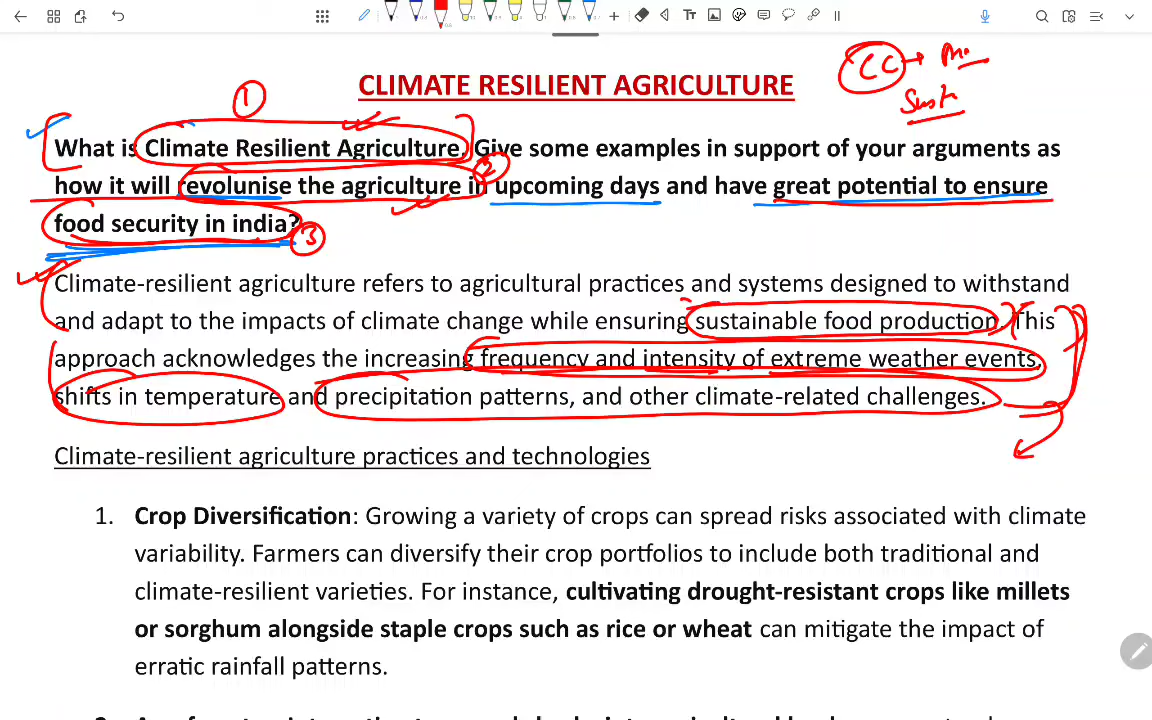 CLIMATE RESILIENT AGRICULTURE
CC →
Sust
①
What is Climate Resilient Agriculture. Give some examples in support of your arguments as
②
how it will revolunise the agriculture in upcoming days and have great potential to ensure
food security in india?
③
Climate-resilient agriculture refers to agricultural practices and systems designed to withstand
and adapt to the impacts of climate change while ensuring sustainable food production. This
approach acknowledges the increasing frequency and intensity of extreme weather events,
shifts in temperature and precipitation patterns, and other climate-related challenges.
Climate-resilient agriculture practices and technologies
1. Crop Diversification: Growing a variety of crops can spread risks associated with climate
variability. Farmers can diversify their crop portfolios to include both traditional and
climate-resilient varieties. For instance, cultivating drought-resistant crops like millets
or sorghum alongside staple crops such as rice or wheat can mitigate the impact of
erratic rainfall patterns.